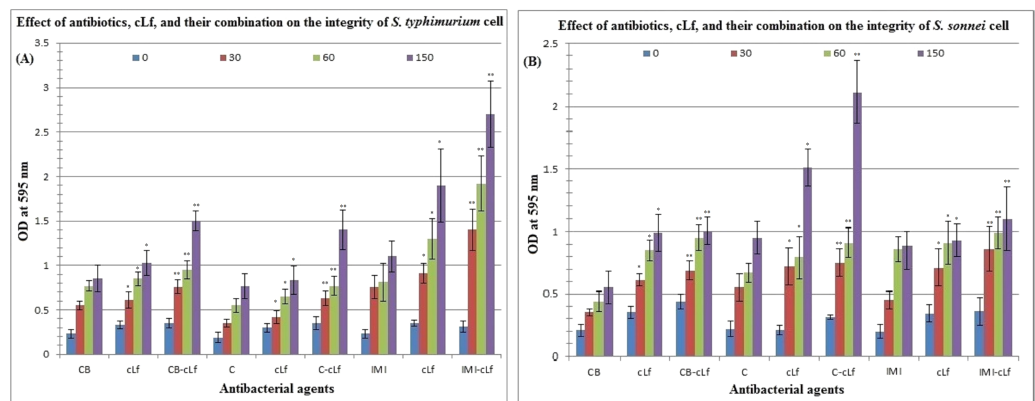 Effect of antibiotics, cLf, and their combination on the integrity of S. typhimurium cell
(A)
0 30 60 150
3.5
3
2.5
2
1.5
1
0.5
0
OD at 595 nm
* * ** ** ** * * * ** ** ** * * * ** ** **
CB cLf CB-cLf C cLf C-cLf IMI cLf IMI-cLf
Antibacterial agents
Effect of antibiotics, cLf, and their combination on the integrity of S. sonnei cell
(B)
0 30 60 150
2.5
2
1.5
1
0.5
0
OD at 595 nm
* * * ** ** ** * * * ** ** ** * * * ** ** **
CB cLf CB-cLf C cLf C-cLf IMI cLf IMI-cLf
Antibacterial agents